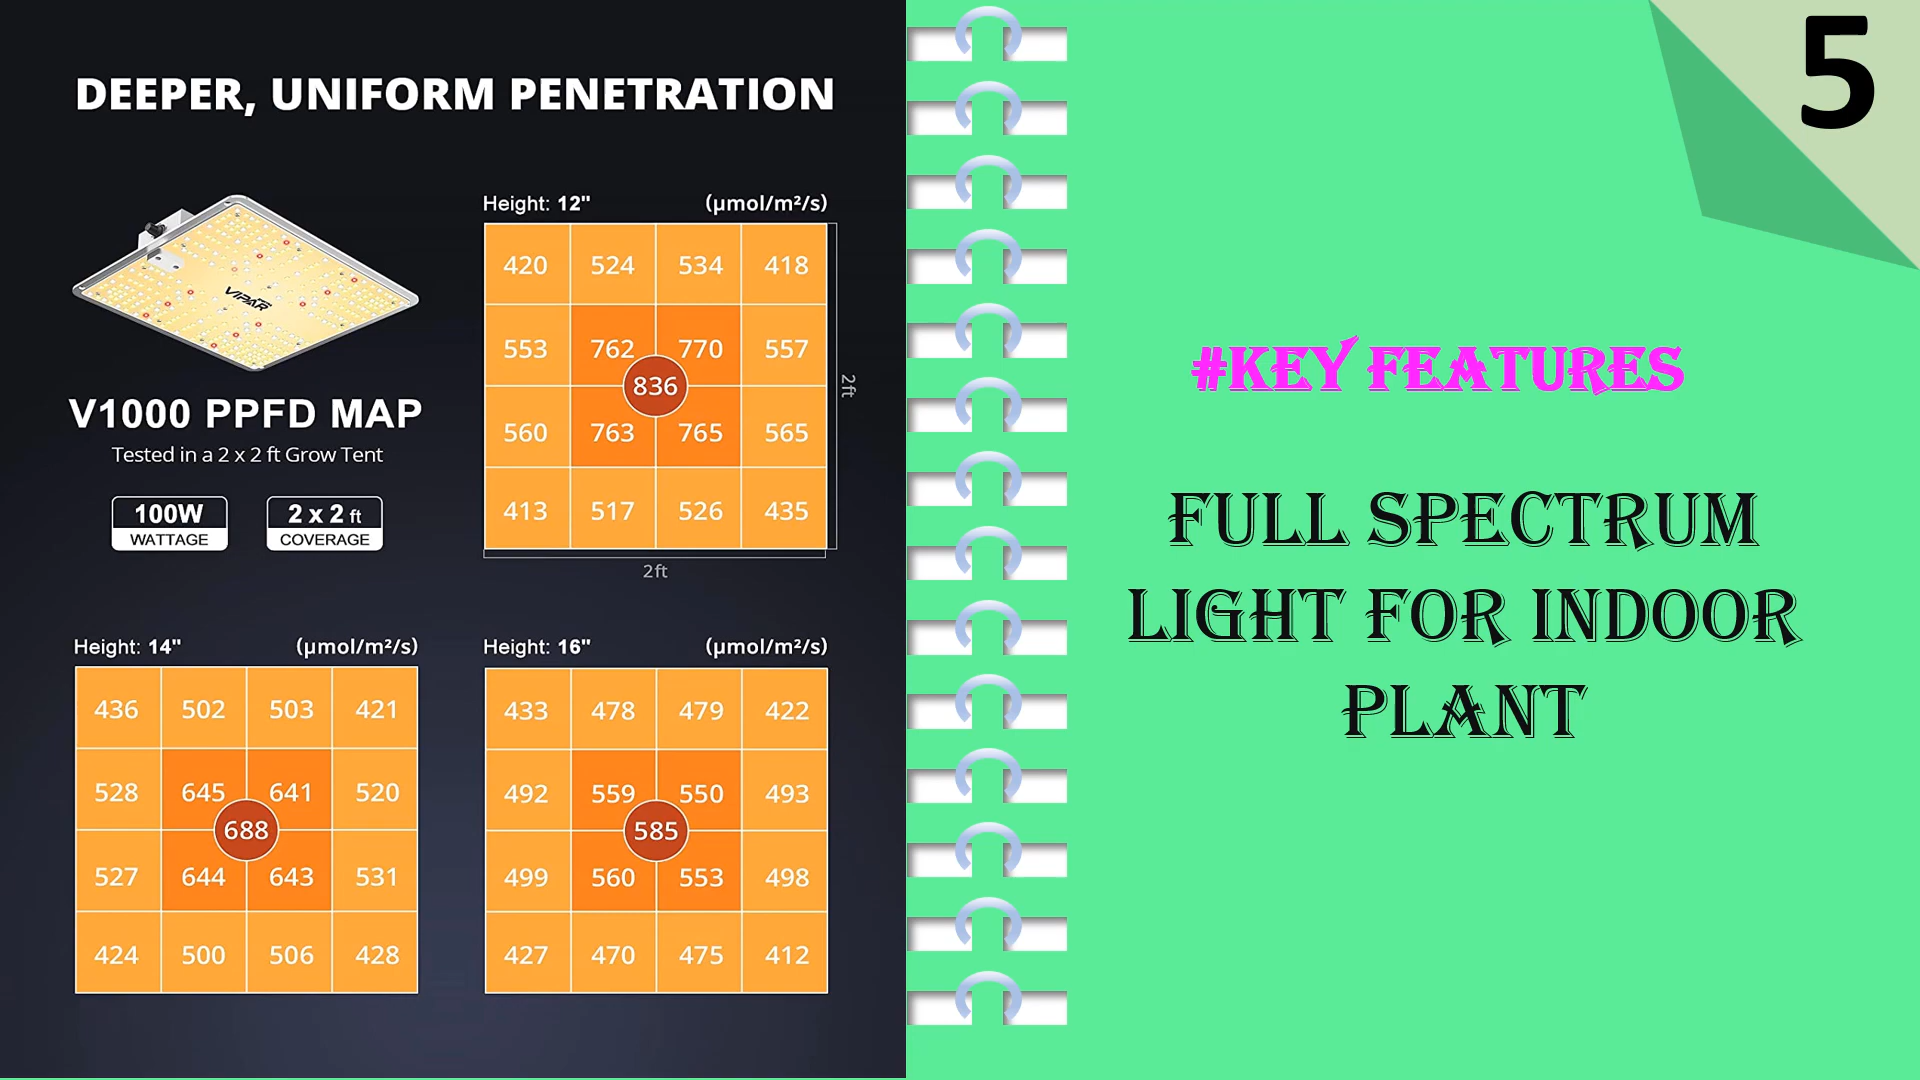 DEEPER, UNIFORM PENETRATION
VIPAR
V1000 PPFD MAP
Tested in a 2 x 2 ft Grow Tent
100W
WATTAGE
2 x 2 ft
COVERAGE
Height: 12" (μmol/m²/s)
420 524 534 418
553 762 770 557
836
560 763 765 565
413 517 526 435
2ft
2ft
Height: 14" (μmol/m²/s)
436 502 503 421
528 645 641 520
688
527 644 643 531
424 500 506 428
Height: 16" (μmol/m²/s)
433 478 479 422
492 559 550 493
585
499 560 553 498
427 470 475 412
5
#KEY FEATURES
FULL SPECTRUM
LIGHT FOR INDOOR
PLANT